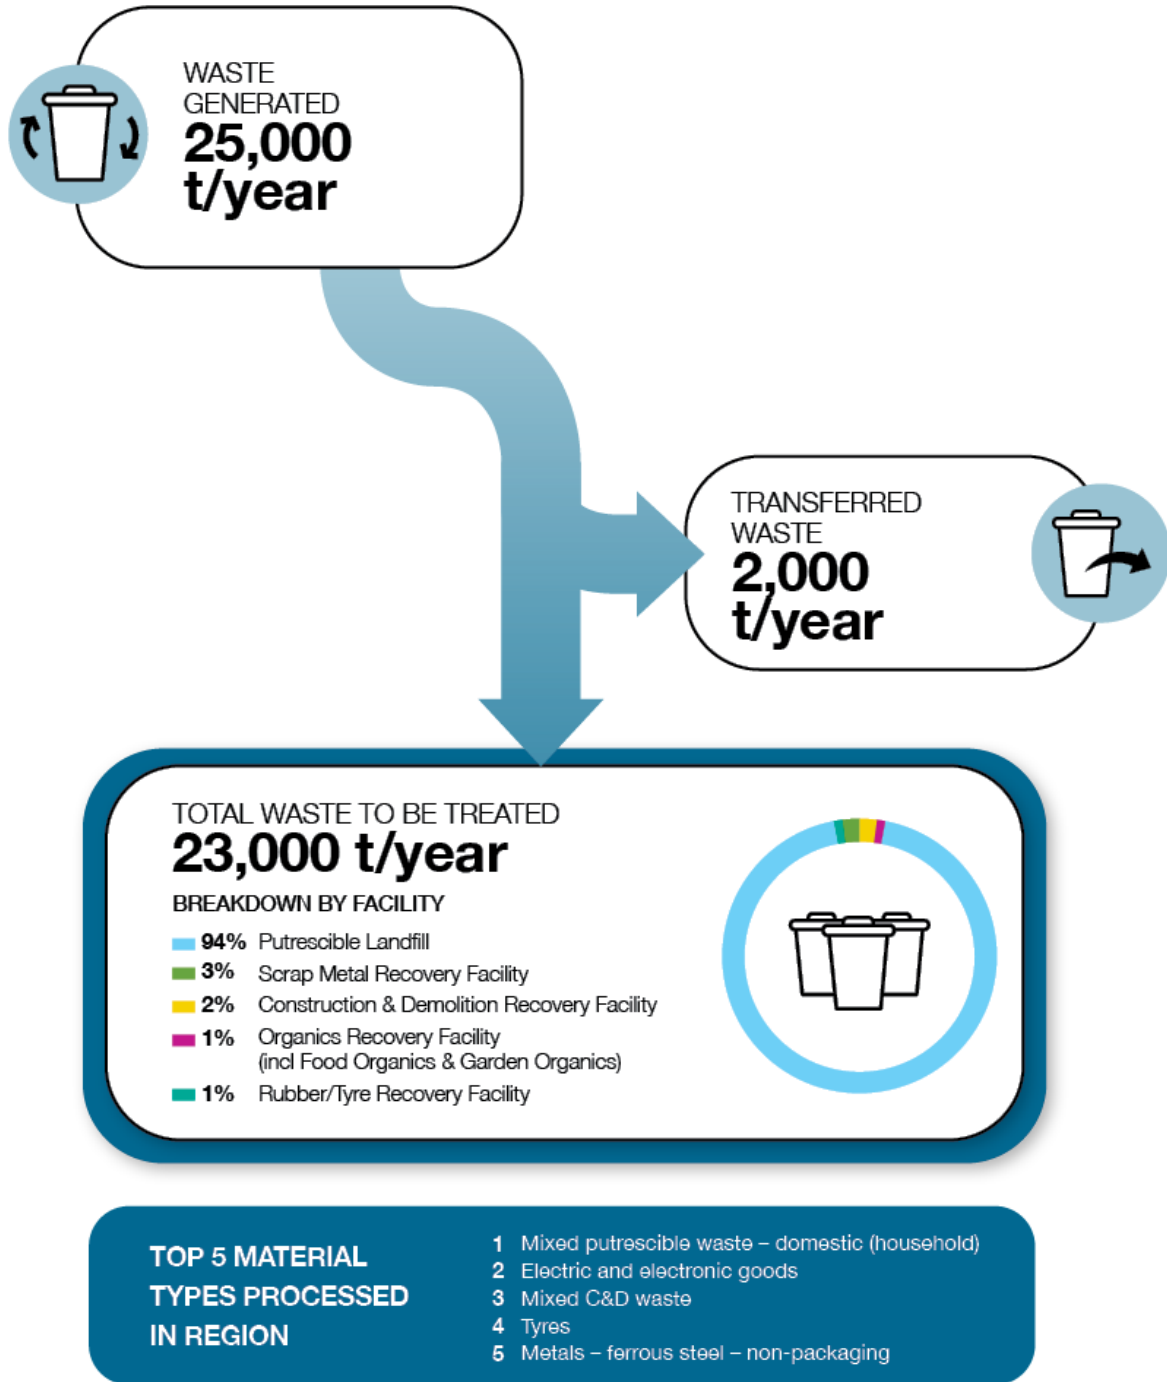 WASTE
GENERATED
25,000
t/year
TRANSFERRED
WASTE
2,000
t/year
TOTAL WASTE TO BE TREATED
23,000 t/year
BREAKDOWN BY FACILITY
94% Putrescible Landfill
3% Scrap Metal Recovery Facility
2% Construction & Demolition Recovery Facility
1% Organics Recovery Facility
(incl Food Organics & Garden Organics)
1% Rubber/Tyre Recovery Facility
TOP 5 MATERIAL
TYPES PROCESSED
IN REGION
1 Mixed putrescible waste – domestic (household)
2 Electric and electronic goods
3 Mixed C&D waste
4 Tyres
5 Metals – ferrous steel – non-packaging